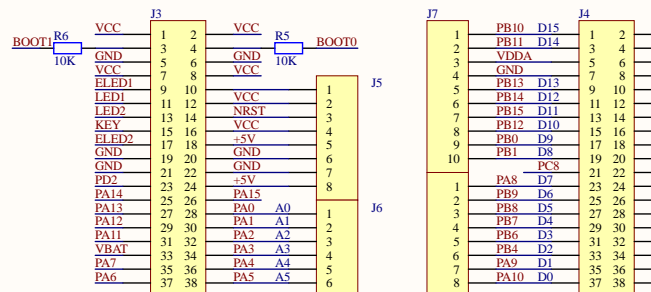 J3 J7 J4
R6 VCC 1 2 VCC R5 1 PB10 D15 1 2
BOOT1 3 4 BOOT0 2 PB11 D14 3 4
10K GND 5 6 GND 10K 3 VDDA 5 6
VCC 7 8 VCC J5 4 GND 7 8
ELED1 9 10 1 5 PB13 D13 9 10
LED1 11 12 VCC 2 6 PB14 D12 11 12
LED2 13 14 NRST 3 7 PB15 D11 13 14
KEY 15 16 VCC 4 8 PB12 D10 15 16
ELED2 17 18 +5V 5 9 PB0 D9 17 18
GND 19 20 GND 6 10 PB1 D8 19 20
GND 21 22 GND 7 PC8 21 22
PD2 23 24 +5V 8 1 PA8 D7 23 24
PA14 25 26 PA15 J6 2 PB9 D6 25 26
PA13 27 28 PA0 A0 1 3 PB8 D5 27 28
PA12 29 30 PA1 A1 2 4 PB7 D4 29 30
PA11 31 32 PA2 A2 3 5 PB6 D3 31 32
VBAT 33 34 PA3 A3 4 6 PB4 D2 33 34
PA7 35 36 PA4 A4 5 7 PA9 D1 35 36
PA6 37 38 PA5 A5 6 8 PA10 D0 37 38